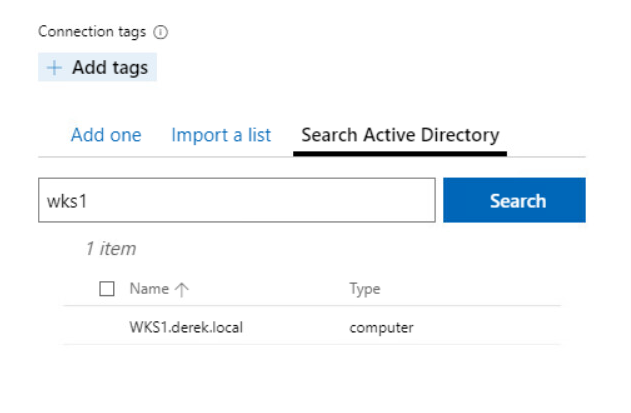 Connection tags
+ Add tags
Add one Import a list Search Active Directory
wks1 Search
1 item
Name ↑ Type
WKS1.derek.local computer